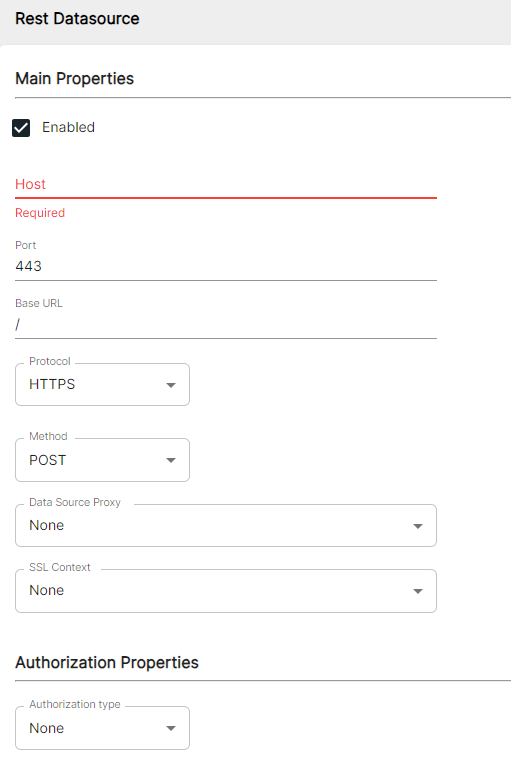 Rest Datasource
Main Properties
Enabled
Host
Required
Port
443
Base URL
/
Protocol
HTTPS
Method
POST
Data Source Proxy
None
SSL Context
None
Authorization Properties
Authorization type
None